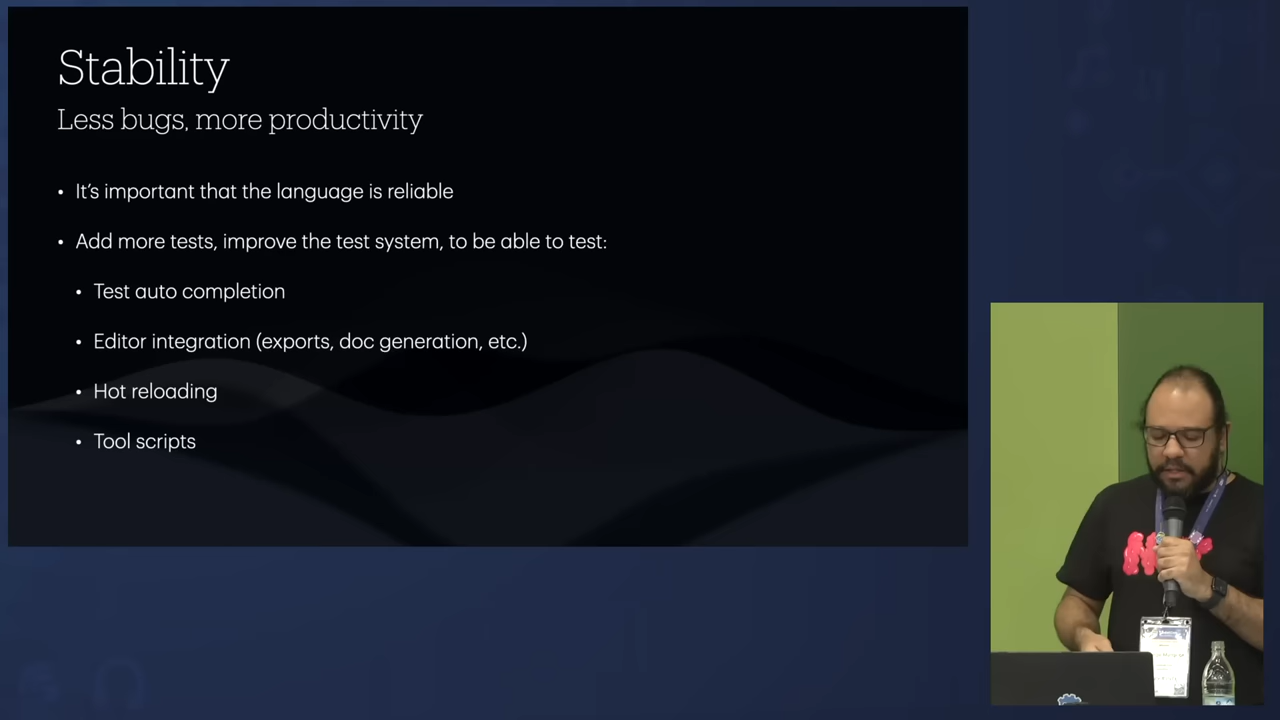 Stability
Less bugs, more productivity
• It's important that the language is reliable
• Add more tests, improve the test system, to be able to test:
• Test auto completion
• Editor integration (exports, doc generation, etc.)
• Hot reloading
• Tool scripts